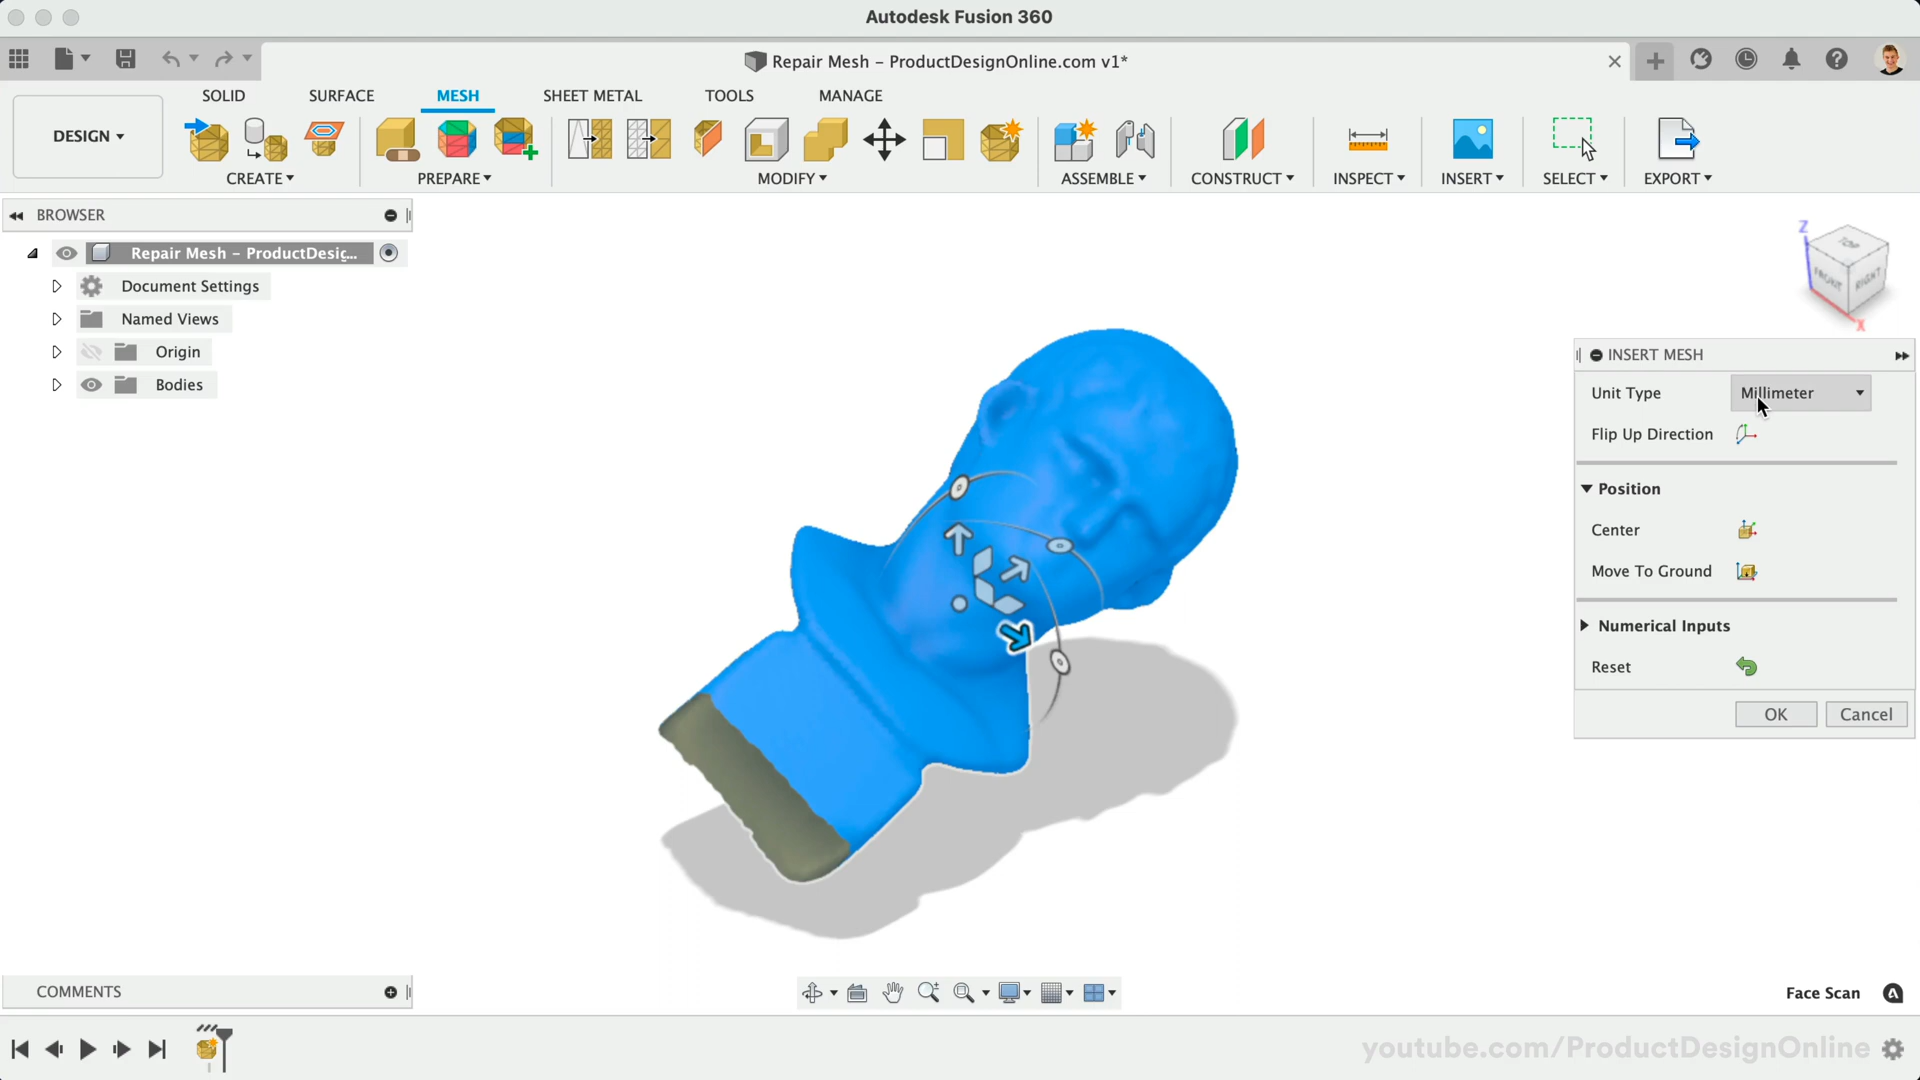 Autodesk Fusion 360
Repair Mesh – ProductDesignOnline.com v1*
SOLID SURFACE MESH SHEET METAL TOOLS MANAGE
DESIGN
CREATE PREPARE MODIFY ASSEMBLE CONSTRUCT INSPECT INSERT SELECT EXPORT
BROWSER
Repair Mesh – ProductDesig...
Document Settings
Named Views
Origin
Bodies
Z
TOP
FRONT
RIGHT
X
INSERT MESH
Unit Type Millimeter
Flip Up Direction
Position
Center
Move To Ground
Numerical Inputs
Reset
OK Cancel
COMMENTS
Face Scan
youtube.com/ProductDesignOnline